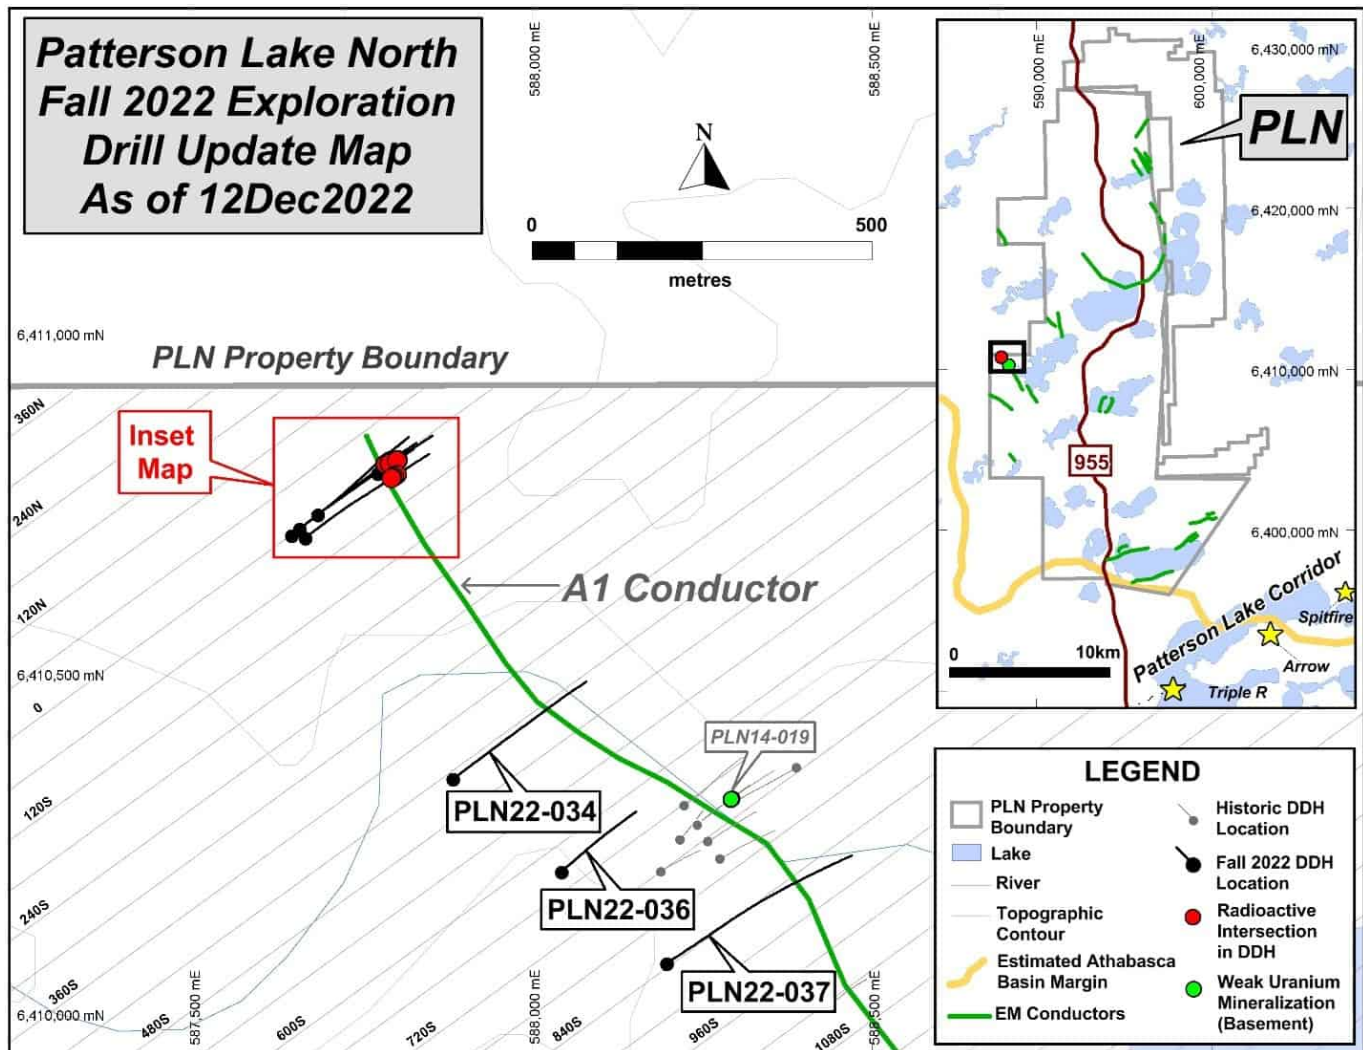 Patterson Lake North
Fall 2022 Exploration
Drill Update Map
As of 12Dec2022
588,000 mE
588,500 mE
N
0
500
metres
6,411,000 mN
PLN Property Boundary
360N
Inset
Map
240N
A1 Conductor
120N
6,410,500 mN
0
PLN14-019
PLN22-034
120S
PLN22-036
240S
PLN22-037
360S
6,410,000 mN
480S
587,500 mE
600S
720S
588,000 mE
840S
960S
1080S
588,500 mE
590,000 mE
600,000 mE
6,430,000 mN
PLN
6,420,000 mN
6,410,000 mN
955
6,400,000 mN
Patterson Lake Corridor
Spitfire
0
10km
Arrow
Triple R
LEGEND
PLN Property
Boundary
Lake
River
Topographic
Contour
Estimated Athabasca
Basin Margin
EM Conductors
Historic DDH
Location
Fall 2022 DDH
Location
Radioactive
Intersection
in DDH
Weak Uranium
Mineralization
(Basement)